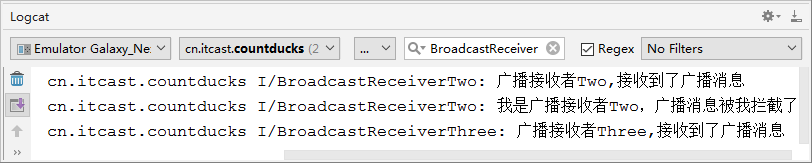 Logcat
Emulator Galaxy_Ne cn.itcast.countducks (2 ... BroadcastReceiver Regex No Filters
cn.itcast.countducks I/BroadcastReceiverTwo: 广播接收者Two,接收到了广播消息
cn.itcast.countducks I/BroadcastReceiverTwo: 我是广播接收者Two，广播消息被我拦截了
cn.itcast.countducks I/BroadcastReceiverThree: 广播接收者Three,接收到了广播消息